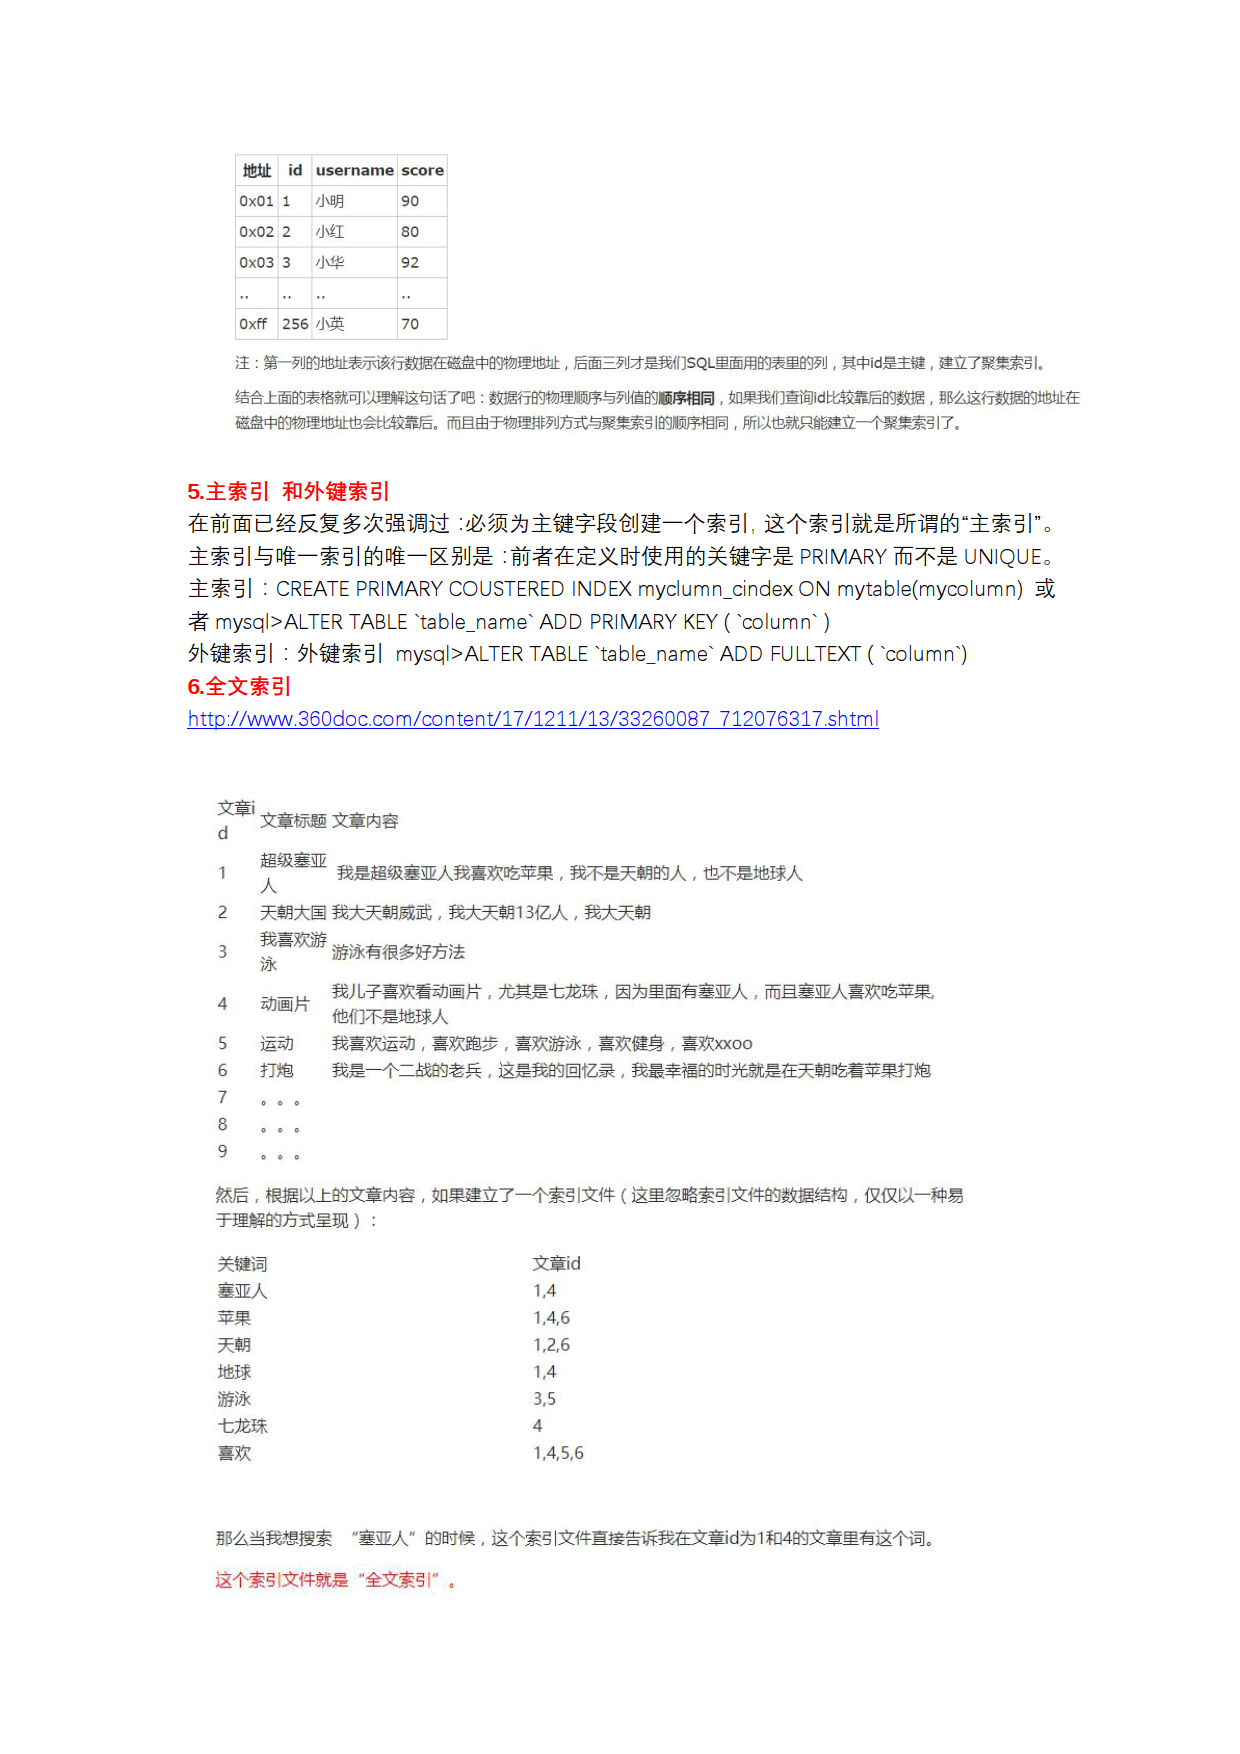 地址 id username score
0x01 1 小明 90
0x02 2 小红 80
0x03 3 小华 92
.. .. .. ..
0xff 256 小英 70
注：第一列的地址表示该行数据在磁盘中的物理地址，后面三列才是我们SQL里面用的表里的列，其中id是主键，建立了聚集索引。
结合上面的表格就可以理解这句话了吧：数据行的物理顺序与列值的顺序相同，如果我们查询id比较靠后的数据，那么这行数据的地址在
磁盘中的物理地址也会比较靠后。而且由于物理排列方式与聚集索引的顺序相同，所以也就只能建立一个聚集索引了。
5.主索引 和外键索引
在前面已经反复多次强调过：必须为主键字段创建一个索引，这个索引就是所谓的“主索引”。
主索引与唯一索引的唯一区别是：前者在定义时使用的关键字是 PRIMARY 而不是 UNIQUE。
主索引：CREATE PRIMARY COUSTERED INDEX myclumn_cindex ON mytable(mycolumn) 或
者 mysql>ALTER TABLE `table_name` ADD PRIMARY KEY ( `column` )
外键索引：外键索引 mysql>ALTER TABLE `table_name` ADD FULLTEXT ( `column`)
6.全文索引
http://www.360doc.com/content/17/1211/13/33260087_712076317.shtml
文章i
d 文章标题 文章内容
1 超级塞亚
人 我是超级塞亚人我喜欢吃苹果，我不是天朝的人，也不是地球人
2 天朝大国 我大天朝威武，我大天朝13亿人，我大天朝
3 我喜欢游
泳 游泳有很多好方法
4 动画片 我儿子喜欢看动画片，尤其是七龙珠，因为里面有塞亚人，而且塞亚人喜欢吃苹果,
他们不是地球人
5 运动 我喜欢运动，喜欢跑步，喜欢游泳，喜欢健身，喜欢xxoo
6 打炮 我是一个二战的老兵，这是我的回忆录，我最幸福的时光就是在天朝吃着苹果打炮
7 。。。
8 。。。
9 。。。
然后，根据以上的文章内容，如果建立了一个索引文件（这里忽略索引文件的数据结构，仅仅以一种易
于理解的方式呈现）：
关键词 文章id
塞亚人 1,4
苹果 1,4,6
天朝 1,2,6
地球 1,4
游泳 3,5
七龙珠 4
喜欢 1,4,5,6
那么当我想搜索 “塞亚人”的时候，这个索引文件直接告诉我在文章id为1和4的文章里有这个词。
这个索引文件就是“全文索引”。